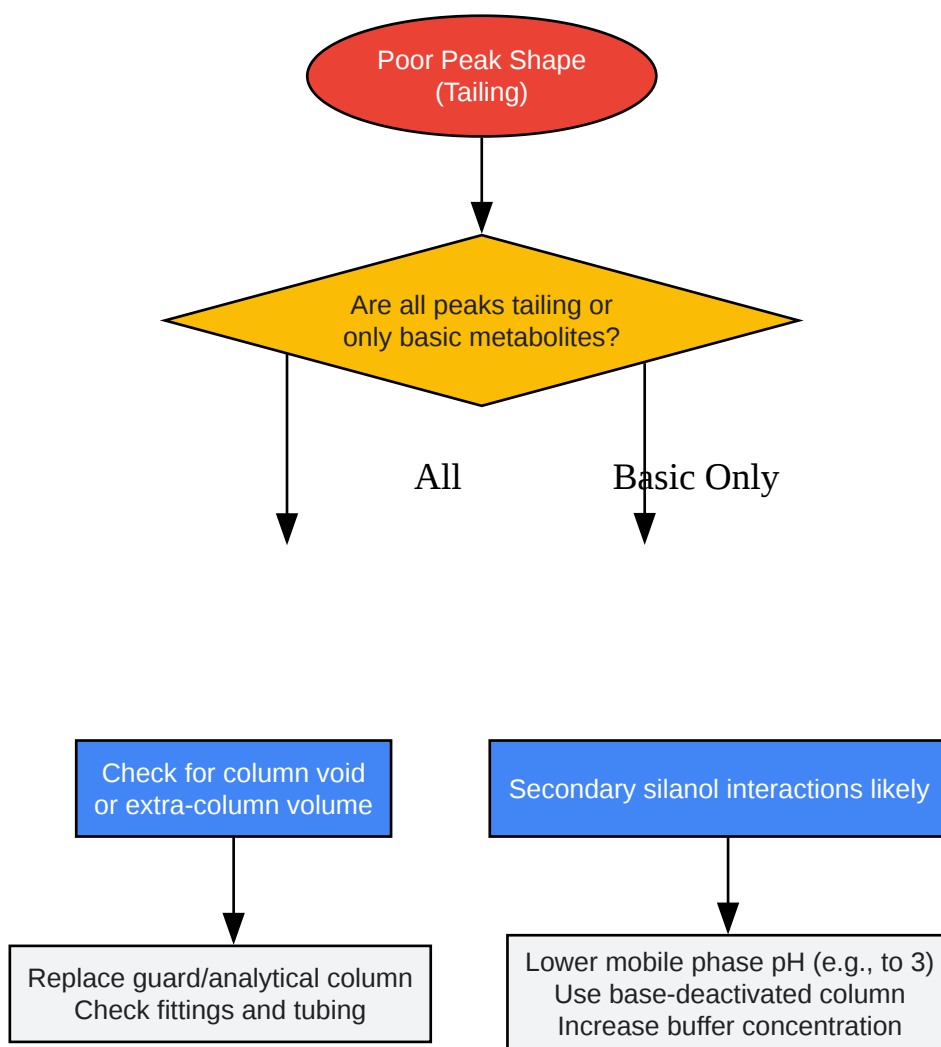 Poor Peak Shape
(Tailing)
Are all peaks tailing or
only basic metabolites?
All
Basic Only
Check for column void
or extra-column volume
Secondary silanol interactions likely
Replace guard/analytical column
Check fittings and tubing
Lower mobile phase pH (e.g., to 3)
Use base-deactivated column
Increase buffer concentration